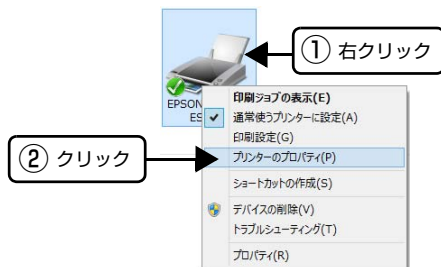 ① 右クリック
EPSON
ES
印刷ジョブの表示(E)
通常使うプリンターに設定(A)
印刷設定(G)
② クリック
プリンターのプロパティ(P)
ショートカットの作成(S)
デバイスの削除(V)
トラブルシューティング(T)
プロパティ(R)